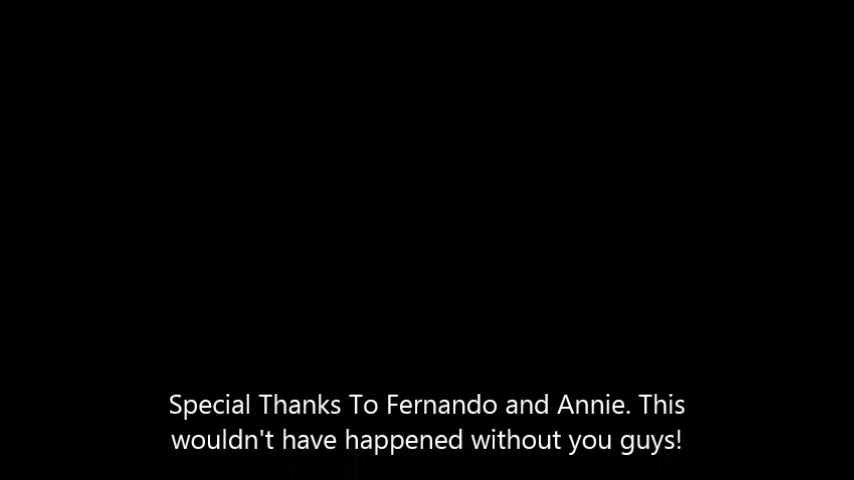 Special Thanks To Fernando and Annie. This
wouldn't have happened without you guys!